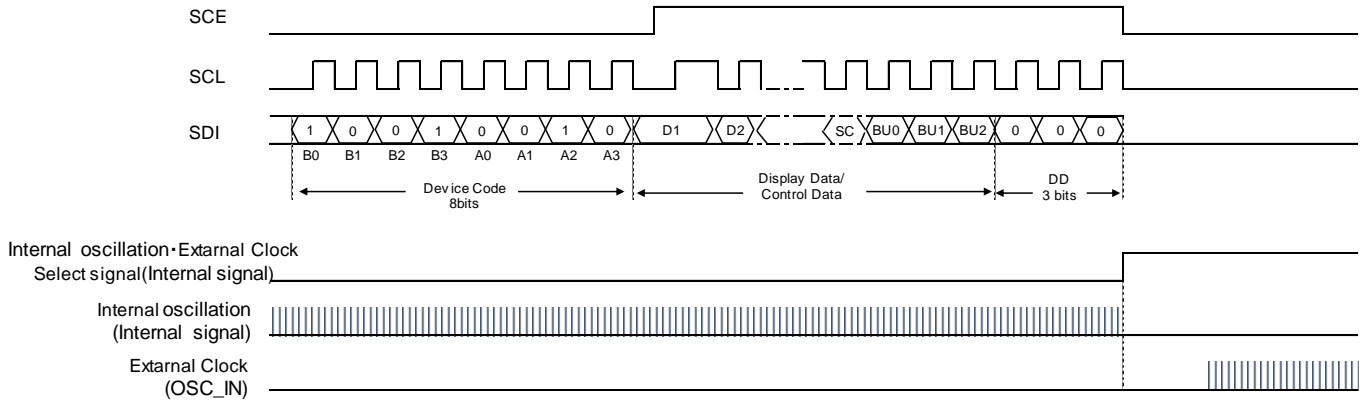 SCE
SCL
SDI
1 0 0 1 0 0 1 0 D1 D2 SC BU0 BU1 BU2 0 0 0
B0 B1 B2 B3 A0 A1 A2 A3
Device Code
8bits
Display Data/
Control Data
DD
3 bits
Internal oscillation・Extarnal Clock
Select signal(Internal signal)
Internal oscillation
(Internal signal)
Extarnal Clock
(OSC_IN)